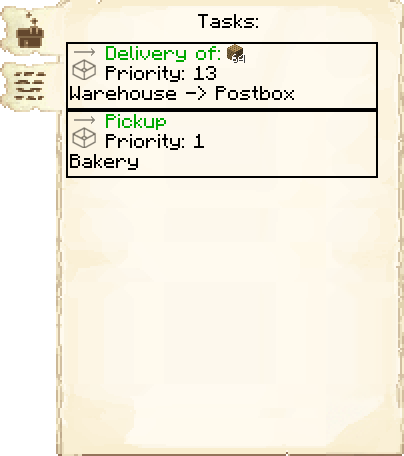 Tasks:
Delivery of:
64
Priority: 13
Warehouse -> Postbox
Pickup
Priority: 1
Bakery